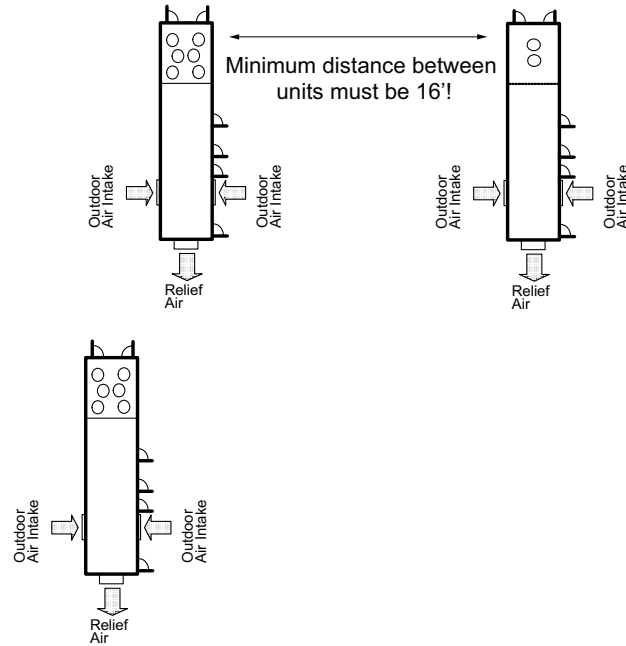 Minimum distance between
units must be 16'!
Outdoor
Air Intake
Outdoor
Air Intake
Relief
Air
Outdoor
Air Intake
Outdoor
Air Intake
Relief
Air
Outdoor
Air Intake
Outdoor
Air Intake
Relief
Air